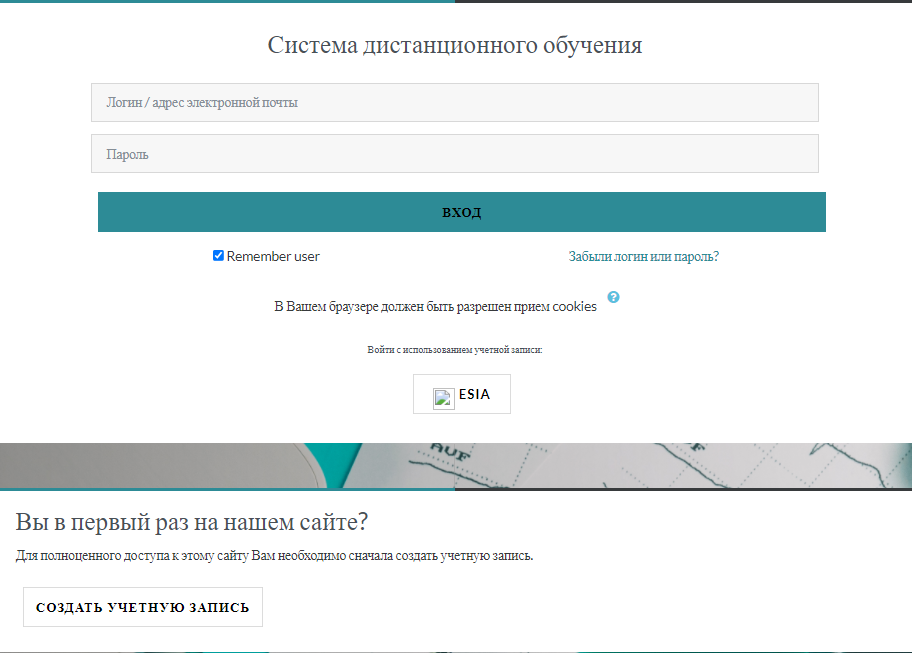 Система дистанционного обучения
Логин / адрес электронной почты
Пароль
ВХОД
Remember user
Забыли логин или пароль?
В Вашем браузере должен быть разрешен прием cookies
Войти с использованием учетной записи:
ESIA
AUF
Вы в первый раз на нашем сайте?
Для полноценного доступа к этому сайту Вам необходимо сначала создать учетную запись.
СОЗДАТЬ УЧЕТНУЮ ЗАПИСЬ